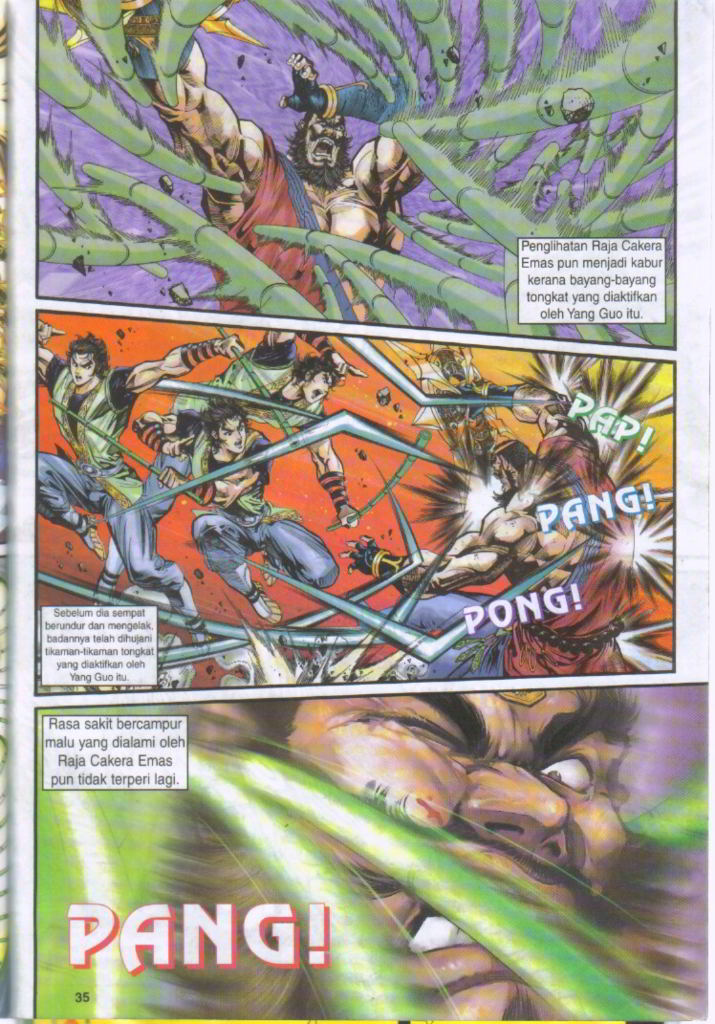 Penglihatan Raja Cakera
Emas pun menjadi kabur
kerana bayang-bayang
tongkat yang diaktifkan
oleh Yang Guo itu.
PAP!
PANG!
PONG!
Sebelum dia sempat
berundur dan mengelak,
badannya telah dihujani
tikaman-tikaman tongkat
yang diaktifkan oleh
Yang Guo itu.
Rasa sakit bercampur
malu yang dialami oleh
Raja Cakera Emas
pun tidak terperi lagi.
PANG!
35